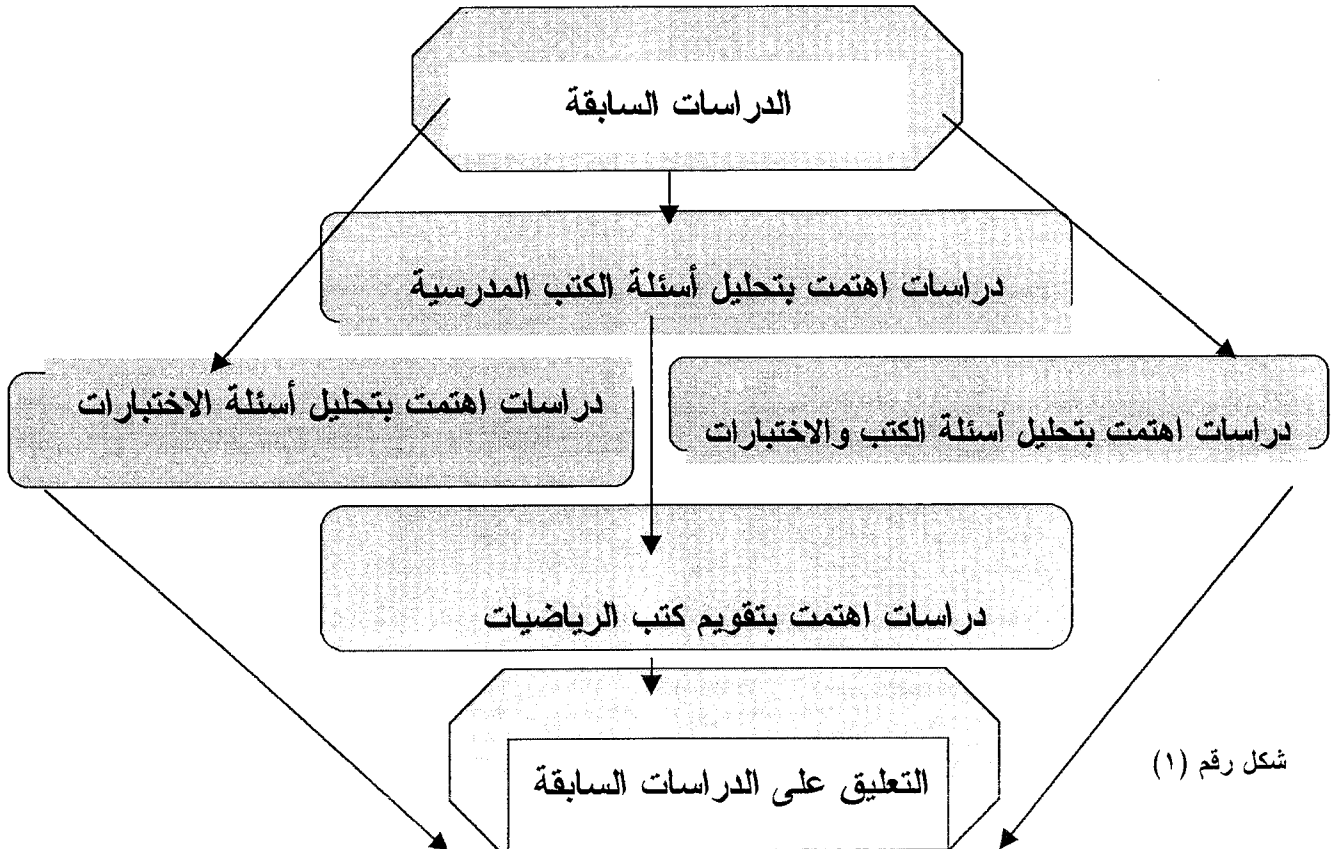 الدراسات السابقة
دراسات اهتمت بتحليل أسئلة الكتب المدرسية
دراسات اهتمت بتحليل أسئلة الكتب والاختبارات
دراسات اهتمت بتحليل أسئلة الاختبارات
دراسات اهتمت بتقويم كتب الرياضيات
التعليق على الدراسات السابقة
شكل رقم (١)